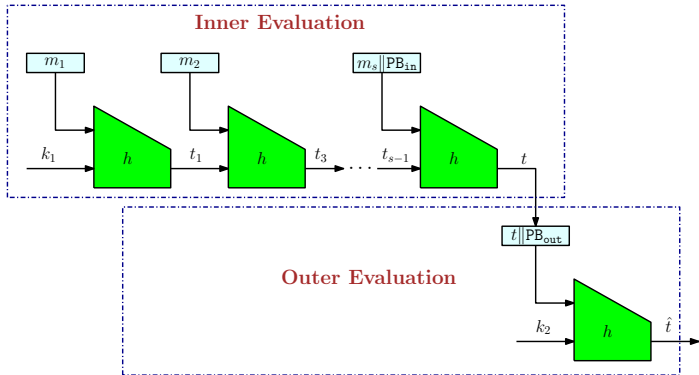 Inner Evaluation
m₁ m₂ mₛ||PBᵢₙ
k₁ h t₁ h t₃ ··· tₛ₋₁ h t
t||PBₒᵤₜ
Outer Evaluation
k₂ h t̂